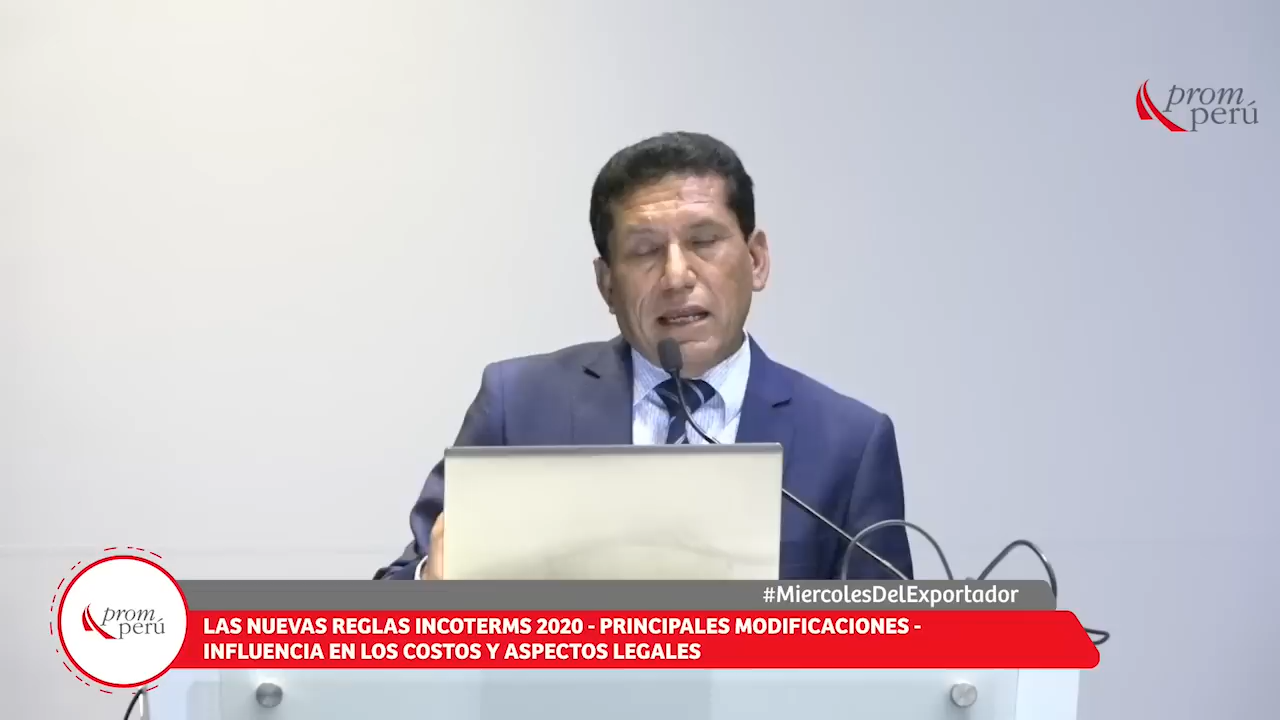 prom
perú
#MiercolesDelExportador
prom
perú
LAS NUEVAS REGLAS INCOTERMS 2020 - PRINCIPALES MODIFICACIONES -
INFLUENCIA EN LOS COSTOS Y ASPECTOS LEGALES